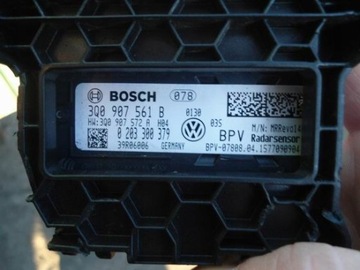 BOSCH 078
3Q0 907 561 B 0130
HW:3Q0 907 572 A H04 035
0 203 300 379 BPV M/N: MRRevo14
Radarsensor
39R06006 GERMANY BPV-07808.04.1577090904